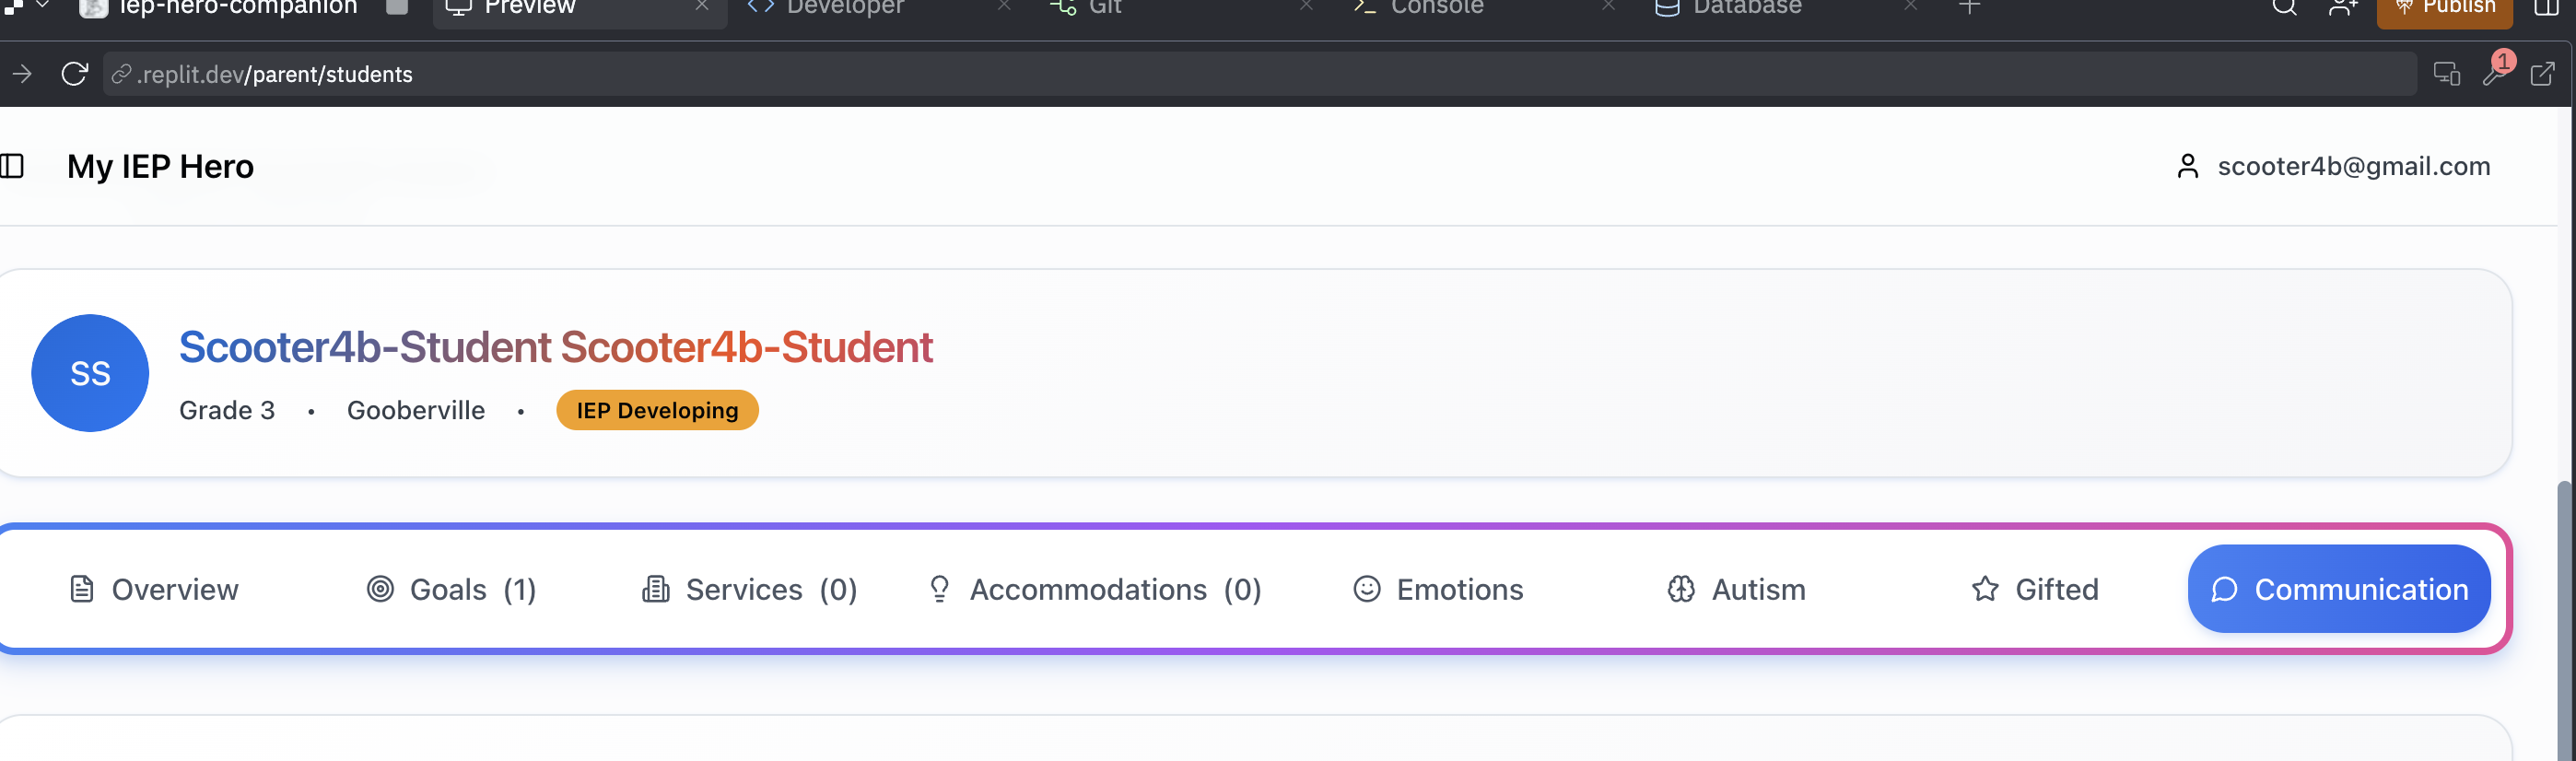 iep-hero-companion Preview Developer Git Console Database Publish
.replit.dev/parent/students 1
My IEP Hero scooter4b@gmail.com
Scooter4b-Student Scooter4b-Student
SS
Grade 3 • Gooberville • IEP Developing
Overview Goals (1) Services (0) Accommodations (0) Emotions Autism Gifted Communication